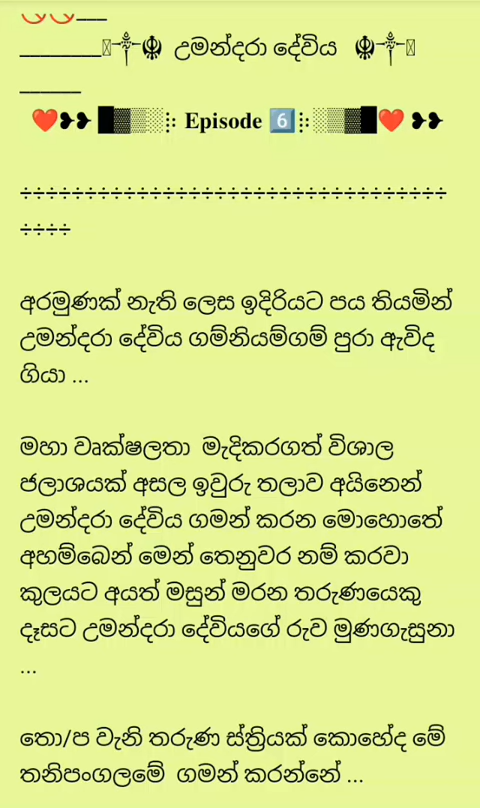 ___
________༒☬ උමන්දරා දේවිය ☬༒
______
❤️❥❥ █▓▒░⡷ 𝐄𝐩𝐢𝐬𝐨𝐝𝐞 6️⃣⢾░▒▓█❤️ ❥❥
÷÷÷÷÷÷÷÷÷÷÷÷÷÷÷÷÷÷÷÷÷÷÷÷÷÷÷÷÷÷÷÷÷
÷÷÷÷
අරමුණක් නැති ලෙස ඉදිරියට පය තියමින්
උමන්දරා දේවිය ගම්නියම්ගම් පුරා ඇවිද
ගියා ...
මහා වෘක්ෂලතා මැදිකරගත් විශාල
ජලාශයක් අසල ඉවුරු තලාව අයිනෙන්
උමන්දරා දේවිය ගමන් කරන මොහොතේ
අහම්බෙන් මෙන් තෙනුවර නම් කරවා
කුලයට අයත් මසුන් මරන තරුණයෙකු
දෑසට උමන්දරා දේවියගේ රුව මුණගැසුනා
...
තො/ප වැනි තරුණ ස්ත්‍රියක් කොහේද මේ
තනිපංගලමේ ගමන් කරන්නේ ...